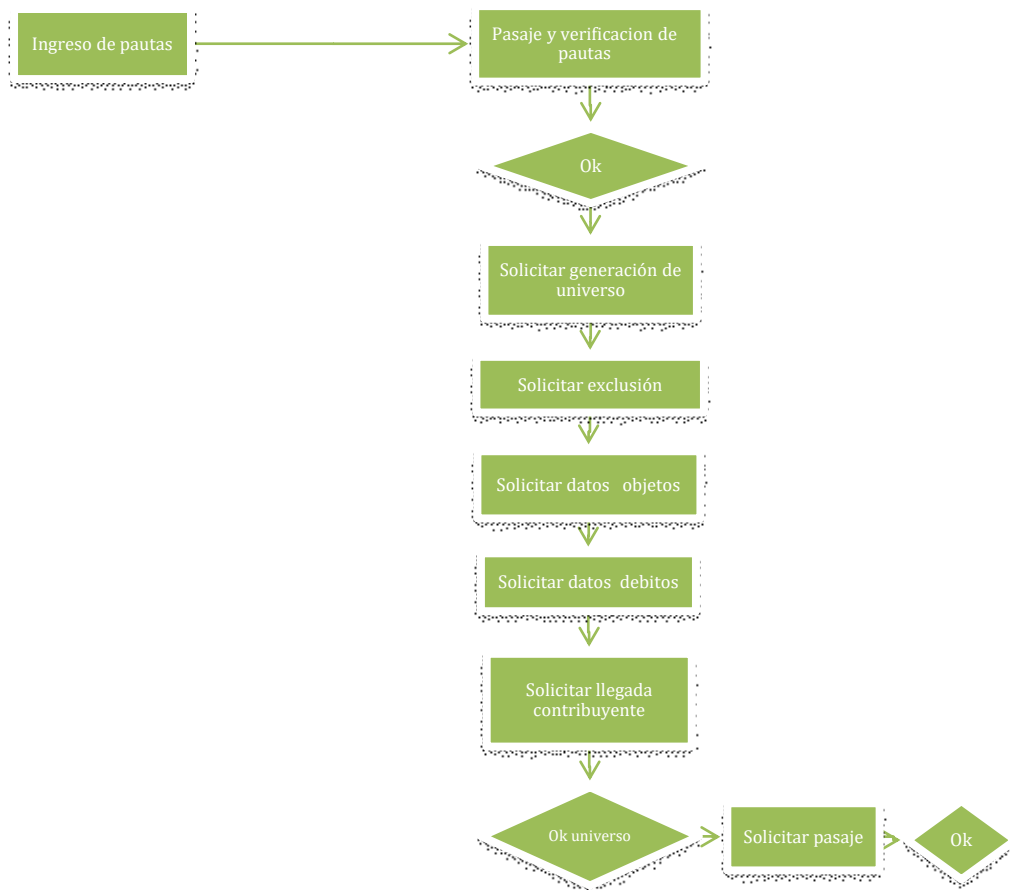 Ingreso de pautas
Pasaje y verificacion de
pautas
Ok
Solicitar generación de
universo
Solicitar exclusión
Solicitar datos objetos
Solicitar datos debitos
Solicitar llegada
contribuyente
Ok universo
Solicitar pasaje
Ok